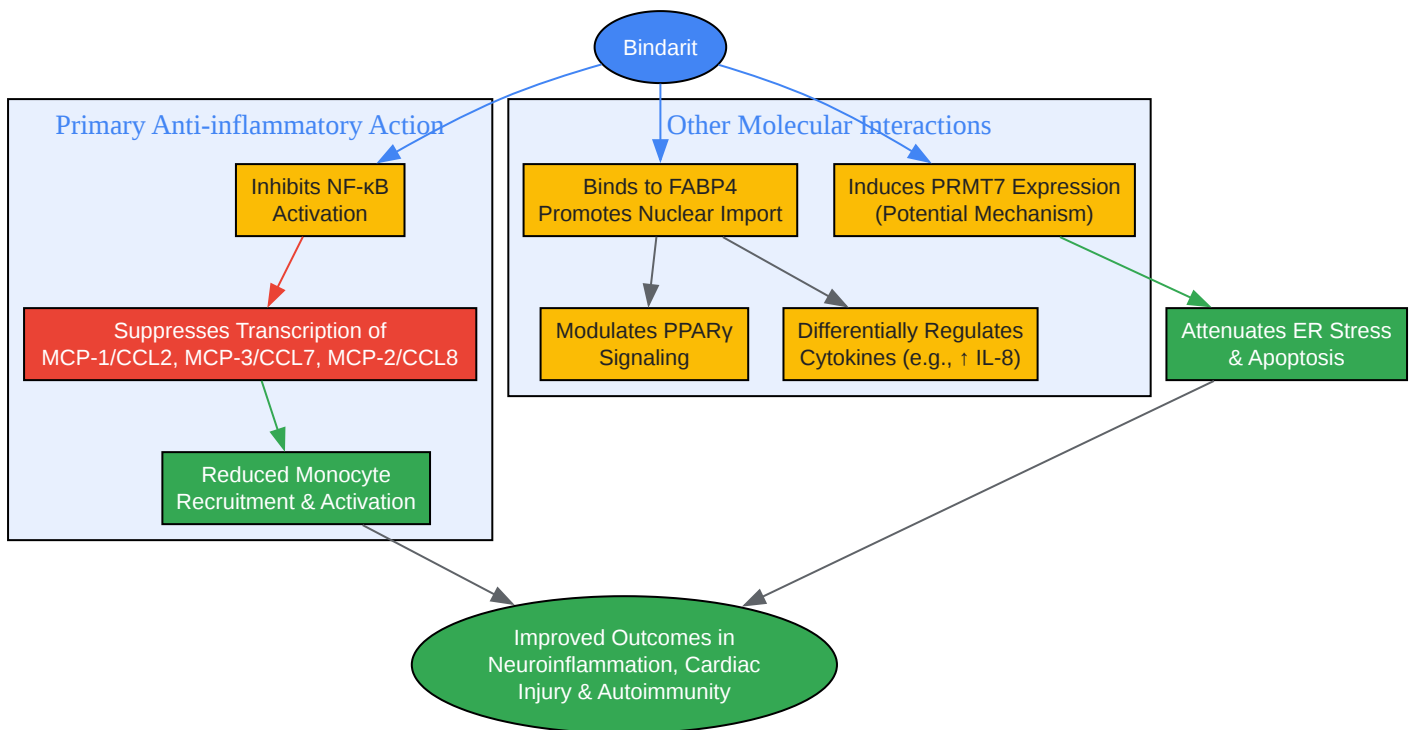 Bindarit
Primary Anti-inflammatory Action
Other Molecular Interactions
Inhibits NF-κB
Activation
Binds to FABP4
Promotes Nuclear Import
Induces PRMT7 Expression
(Potential Mechanism)
Suppresses Transcription of
MCP-1/CCL2, MCP-3/CCL7, MCP-2/CCL8
Modulates PPARγ
Signaling
Differentially Regulates
Cytokines (e.g., ↑ IL-8)
Attenuates ER Stress
& Apoptosis
Reduced Monocyte
Recruitment & Activation
Improved Outcomes in
Neuroinflammation, Cardiac
Injury & Autoimmunity